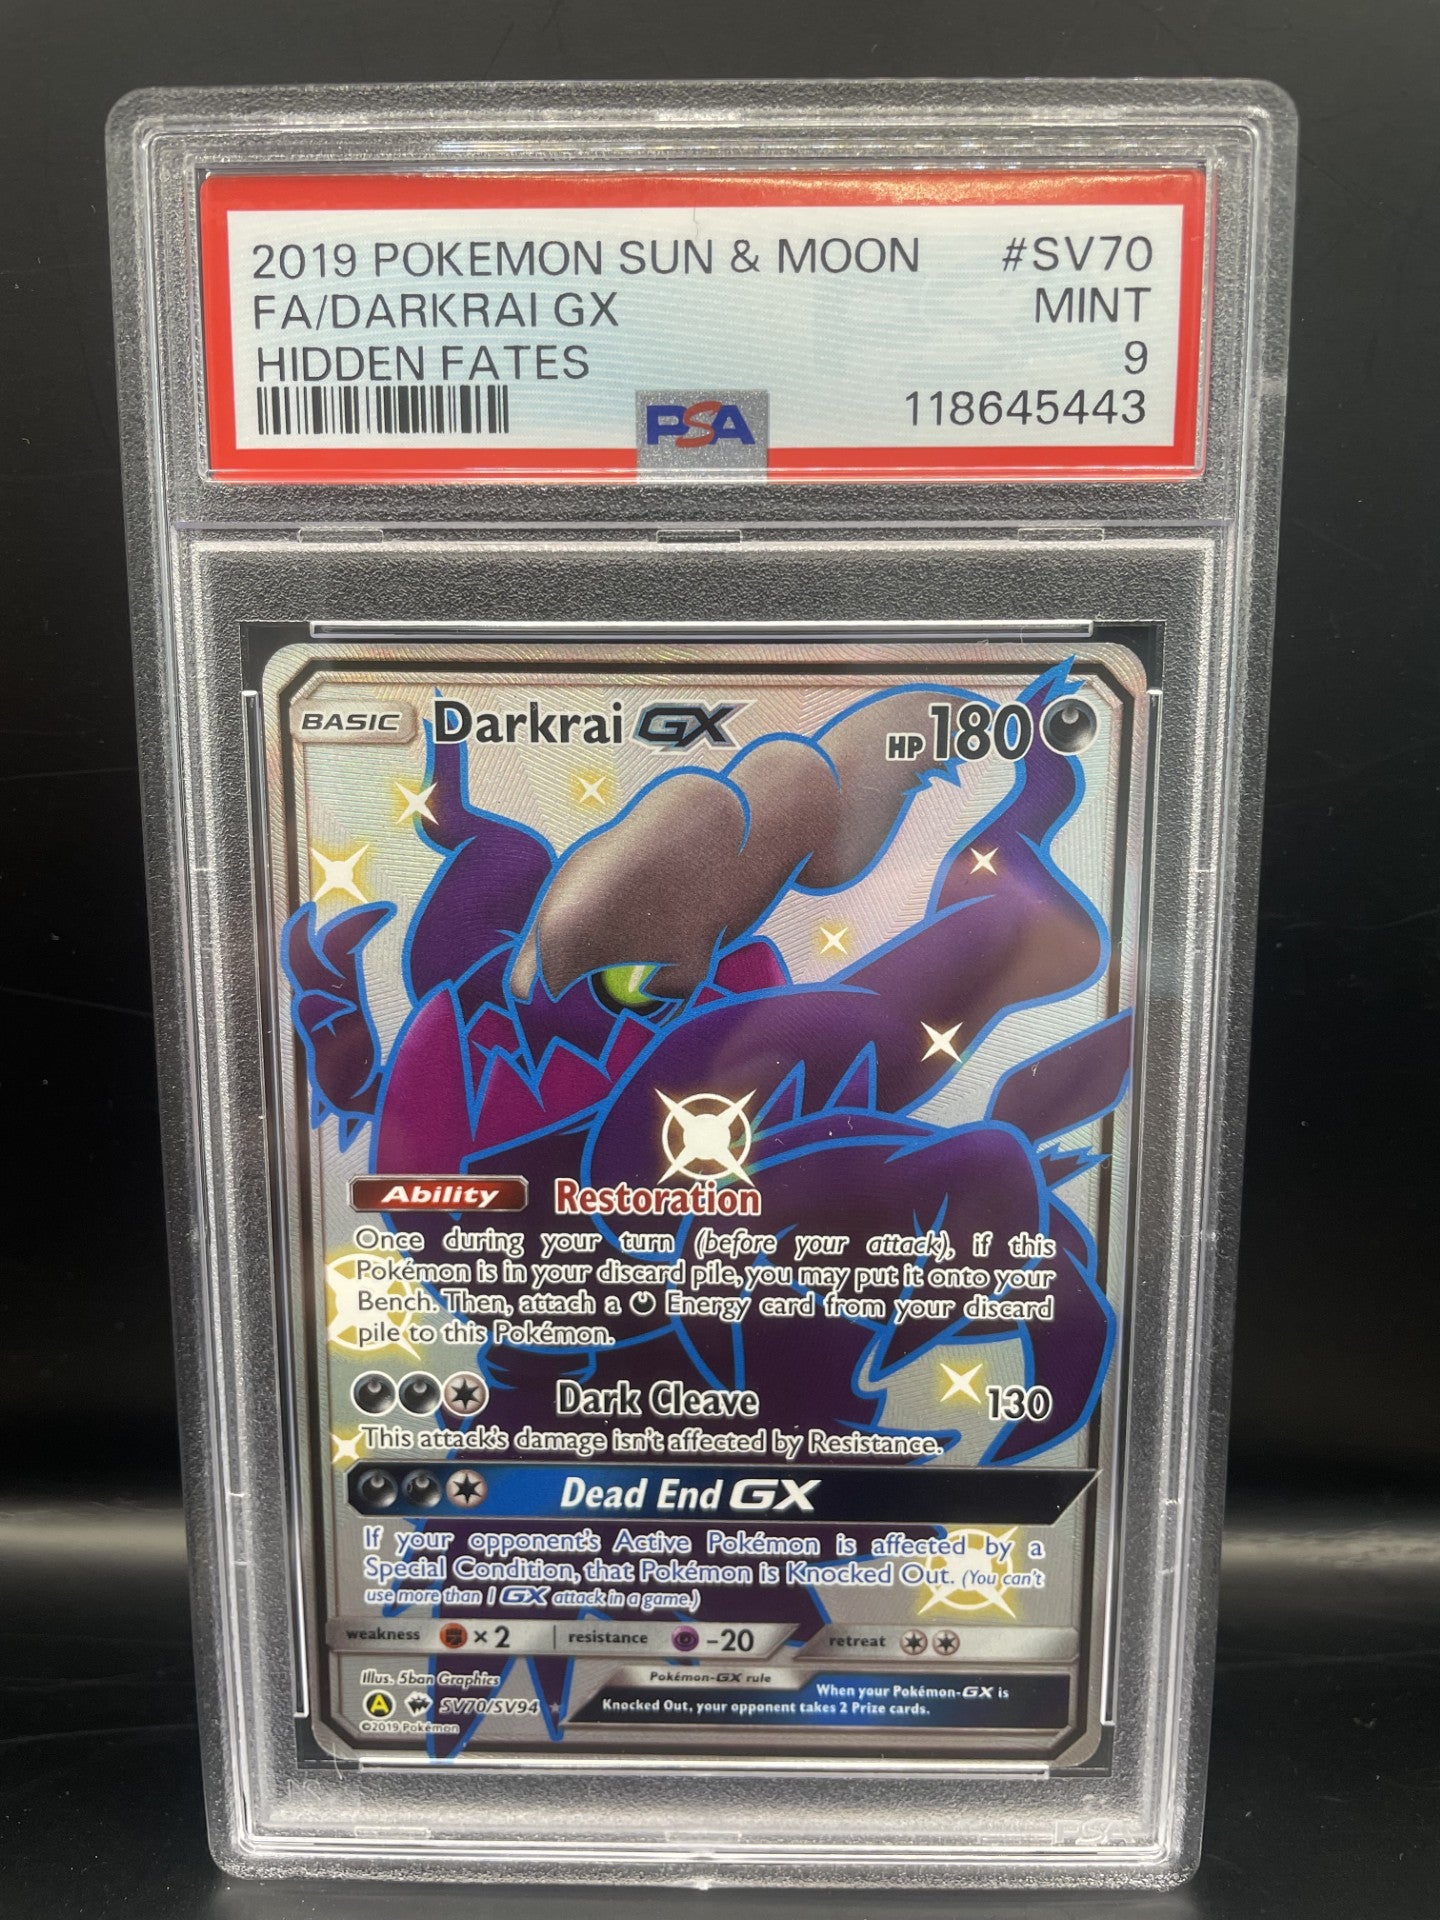 2019 POKEMON SUN & MOON #SV70
FA/DARKRAI GX MINT
HIDDEN FATES 9
PSA 118645443
BASIC Darkrai GX HP 180
Ability Restoration
Once during your turn (before your attack), if this
Pokémon is in your discard pile, you may put it onto your
Bench. Then, attach a Energy card from your discard
pile to this Pokémon.
Dark Cleave 130
This attack's damage isn't affected by Resistance.
Dead End GX
If your opponent's Active Pokémon is affected by a
Special Condition, that Pokémon is Knocked Out. (You can't
use more than 1 GX attack in a game.)
weakness ×2 resistance -20 retreat
Illus. 5ban Graphics
A SV70/SV94
©2019 Pokémon
Pokémon-GX rule
When your Pokémon-GX is
Knocked Out, your opponent takes 2 Prize cards.
PSA